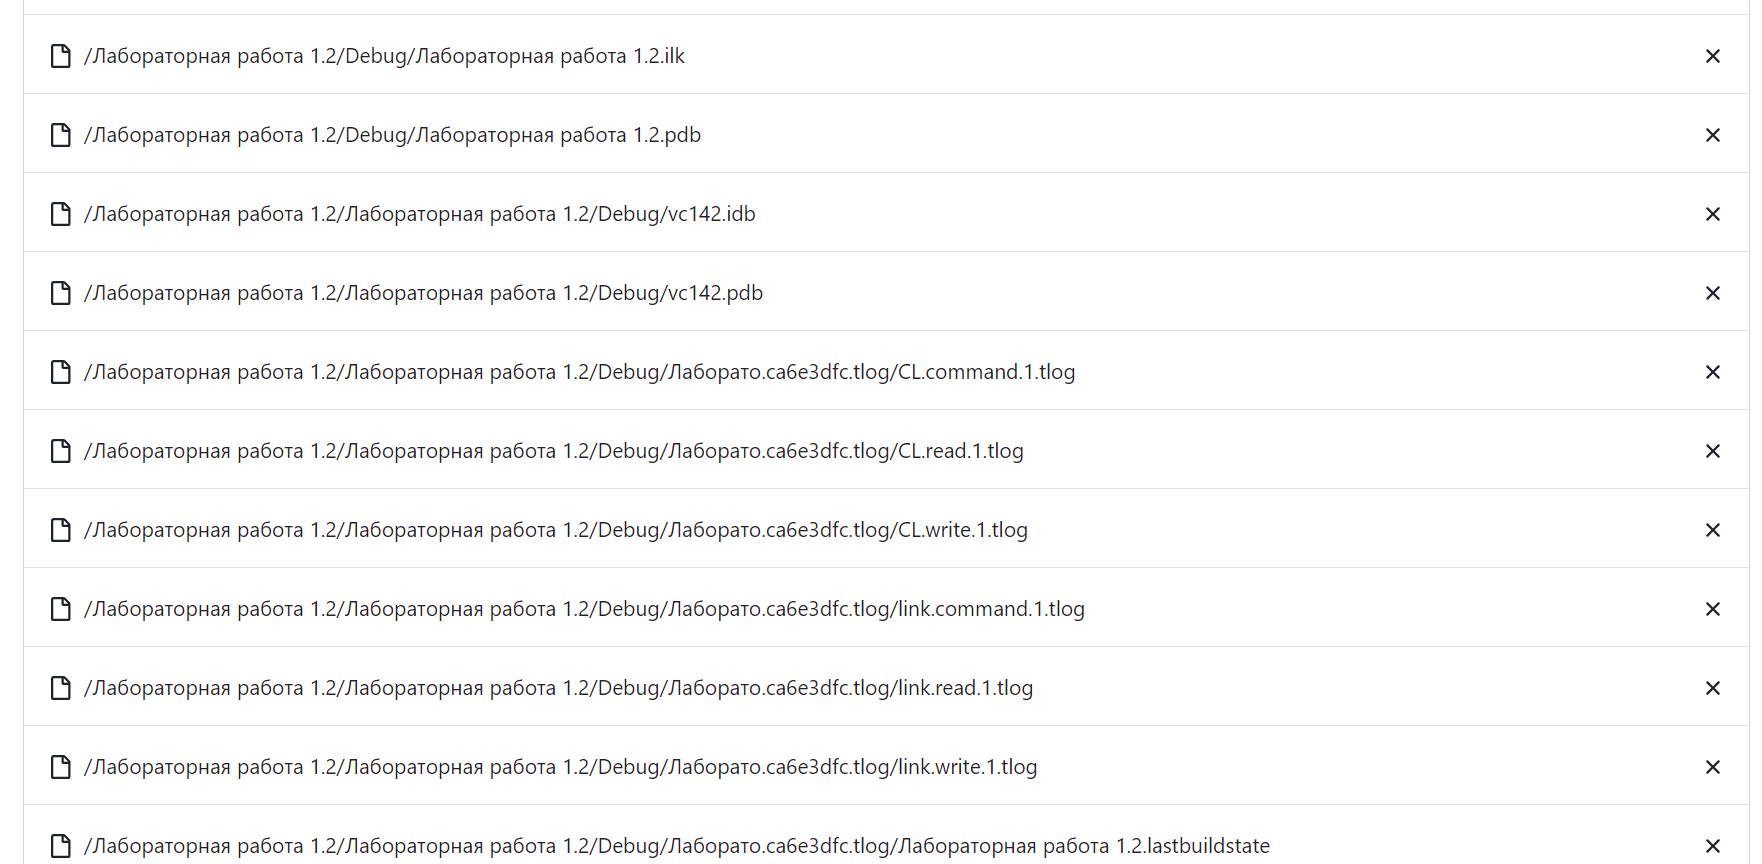 /Лабораторная работа 1.2/Debug/Лабораторная работа 1.2.ilk
/Лабораторная работа 1.2/Debug/Лабораторная работа 1.2.pdb
/Лабораторная работа 1.2/Лабораторная работа 1.2/Debug/vc142.idb
/Лабораторная работа 1.2/Лабораторная работа 1.2/Debug/vc142.pdb
/Лабораторная работа 1.2/Лабораторная работа 1.2/Debug/Лаборато.ca6e3dfc.tlog/CL.command.1.tlog
/Лабораторная работа 1.2/Лабораторная работа 1.2/Debug/Лаборато.ca6e3dfc.tlog/CL.read.1.tlog
/Лабораторная работа 1.2/Лабораторная работа 1.2/Debug/Лаборато.ca6e3dfc.tlog/CL.write.1.tlog
/Лабораторная работа 1.2/Лабораторная работа 1.2/Debug/Лаборато.ca6e3dfc.tlog/link.command.1.tlog
/Лабораторная работа 1.2/Лабораторная работа 1.2/Debug/Лаборато.ca6e3dfc.tlog/link.read.1.tlog
/Лабораторная работа 1.2/Лабораторная работа 1.2/Debug/Лаборато.ca6e3dfc.tlog/link.write.1.tlog
/Лабораторная работа 1.2/Лабораторная работа 1.2/Debug/Лаборато.ca6e3dfc.tlog/Лабораторная работа 1.2.lastbuildstate